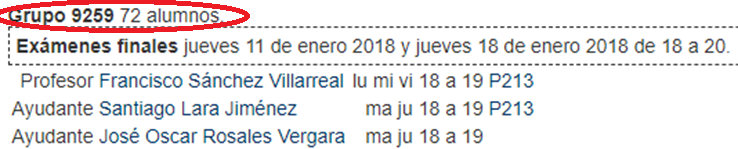 Grupo 9259 72 alumnos.
Exámenes finales jueves 11 de enero 2018 y jueves 18 de enero 2018 de 18 a 20.
Profesor Francisco Sánchez Villarreal lu mi vi 18 a 19 P213
Ayudante Santiago Lara Jiménez ma ju 18 a 19 P213
Ayudante José Oscar Rosales Vergara ma ju 18 a 19